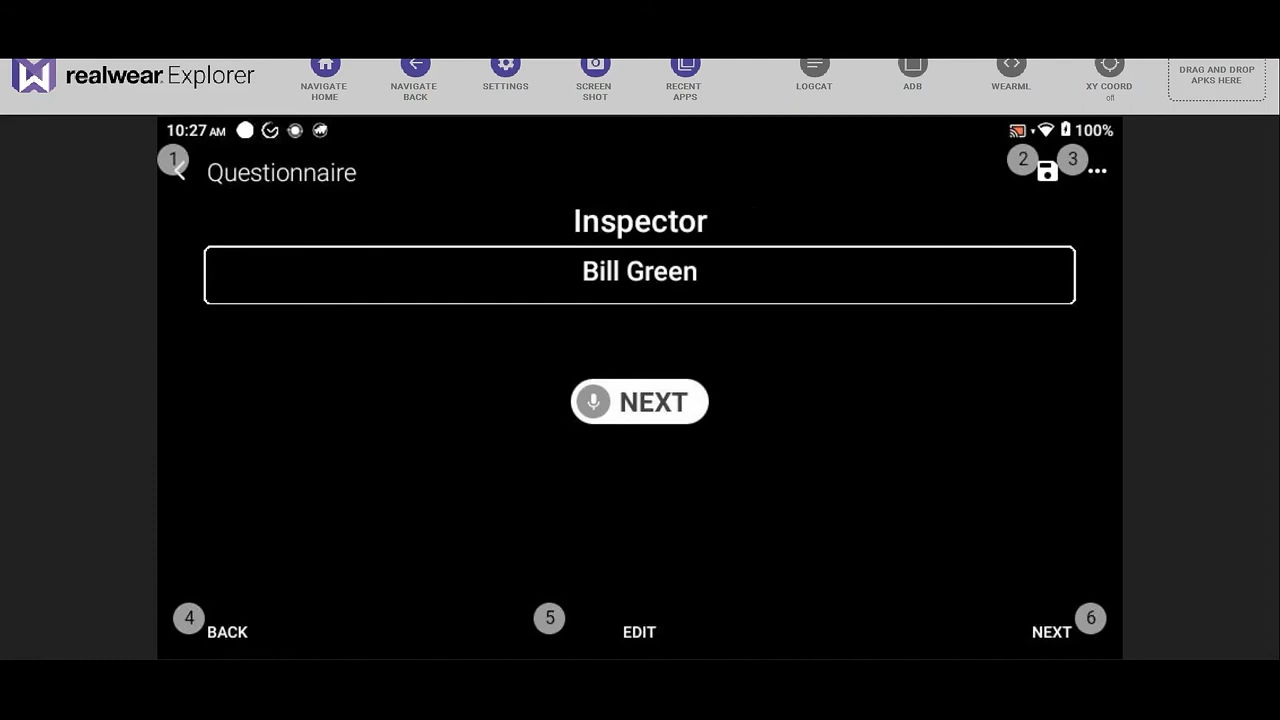 realwear Explorer
NAVIGATE HOME
NAVIGATE BACK
SETTINGS
SCREEN SHOT
RECENT APPS
LOGCAT
ADB
WEARML
XY COORD
off
DRAG AND DROP
APKS HERE
10:27 AM
100%
1
Questionnaire
2
3
Inspector
Bill Green
NEXT
4
BACK
5
EDIT
NEXT
6